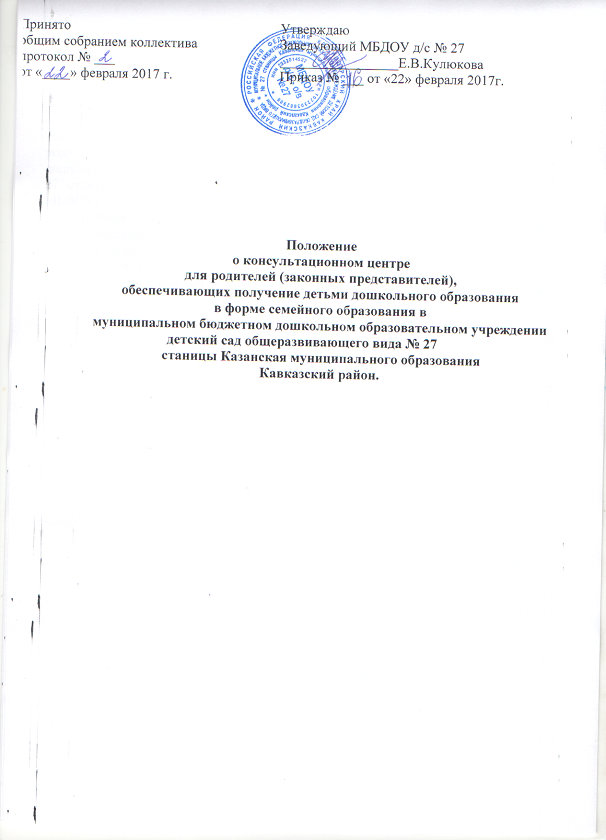 Принято
общим собранием коллектива
протокол № 2
от «22» февраля 2017 г.
Утверждаю
Заведующий МБДОУ д/с № 27
Е.В.Кулюкова
Приказ № от «22» февраля 2017г.
Положение
о консультационном центре
для родителей (законных представителей),
обеспечивающих получение детьми дошкольного образования
в форме семейного образования в
муниципальном бюджетном дошкольном образовательном учреждении
детский сад общеразвивающего вида № 27
станицы Казанская муниципального образования
Кавказский район.